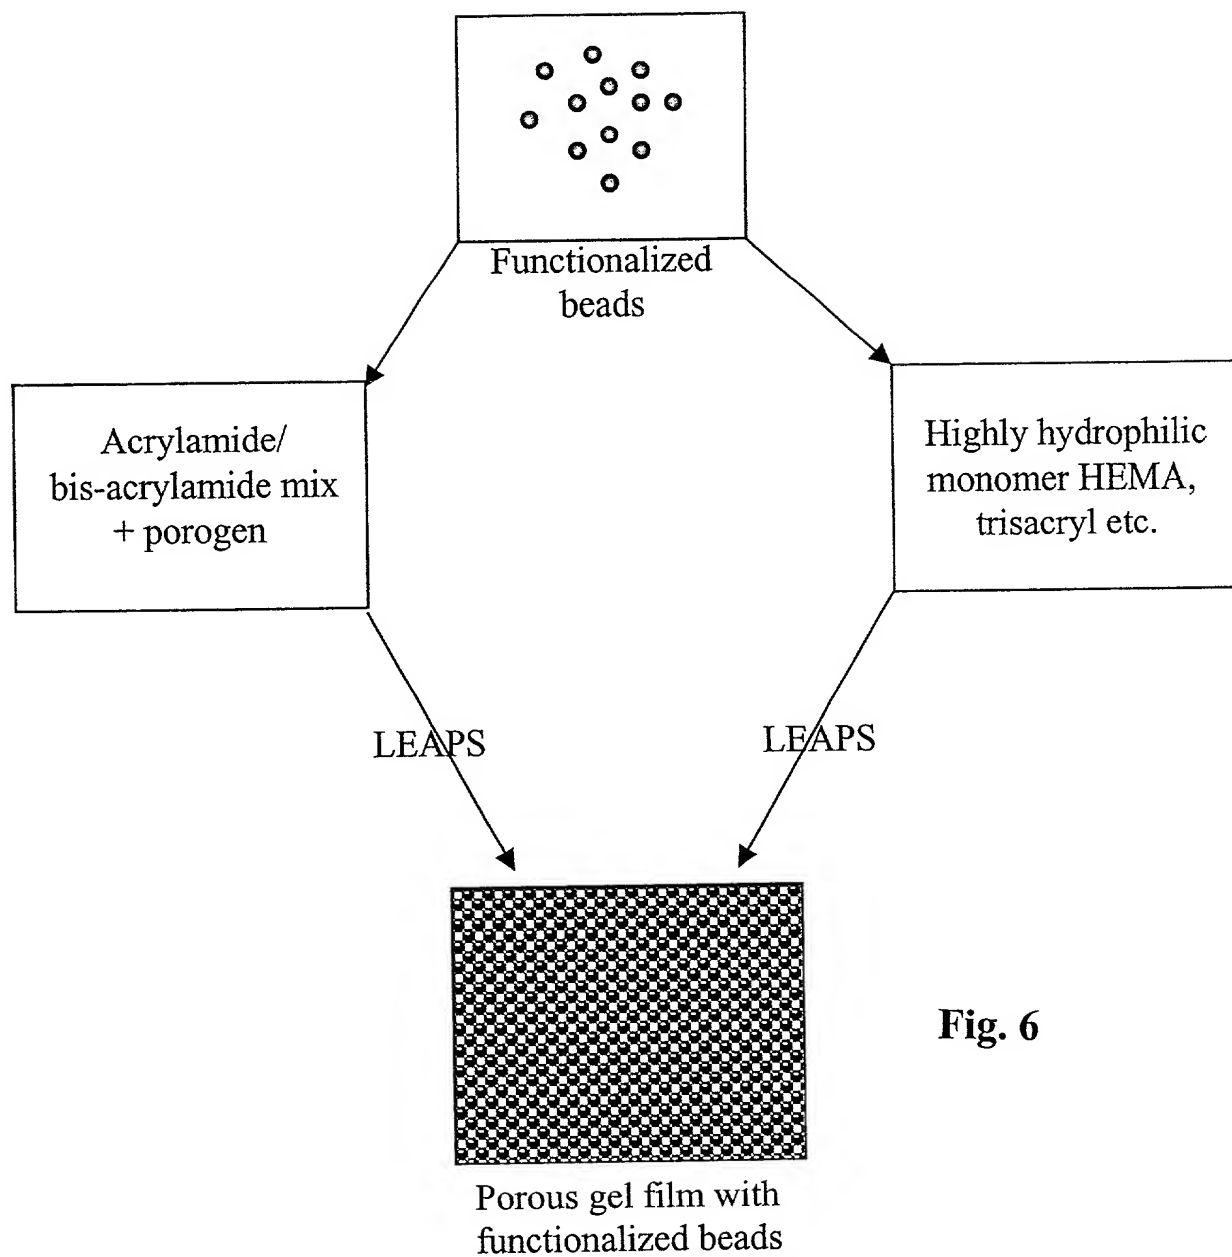 Functionalized
beads
Acrylamide/
bis-acrylamide mix
+ porogen
Highly hydrophilic
monomer HEMA,
trisacryl etc.
LEAPS
LEAPS
Fig. 6
Porous gel film with
functionalized beads